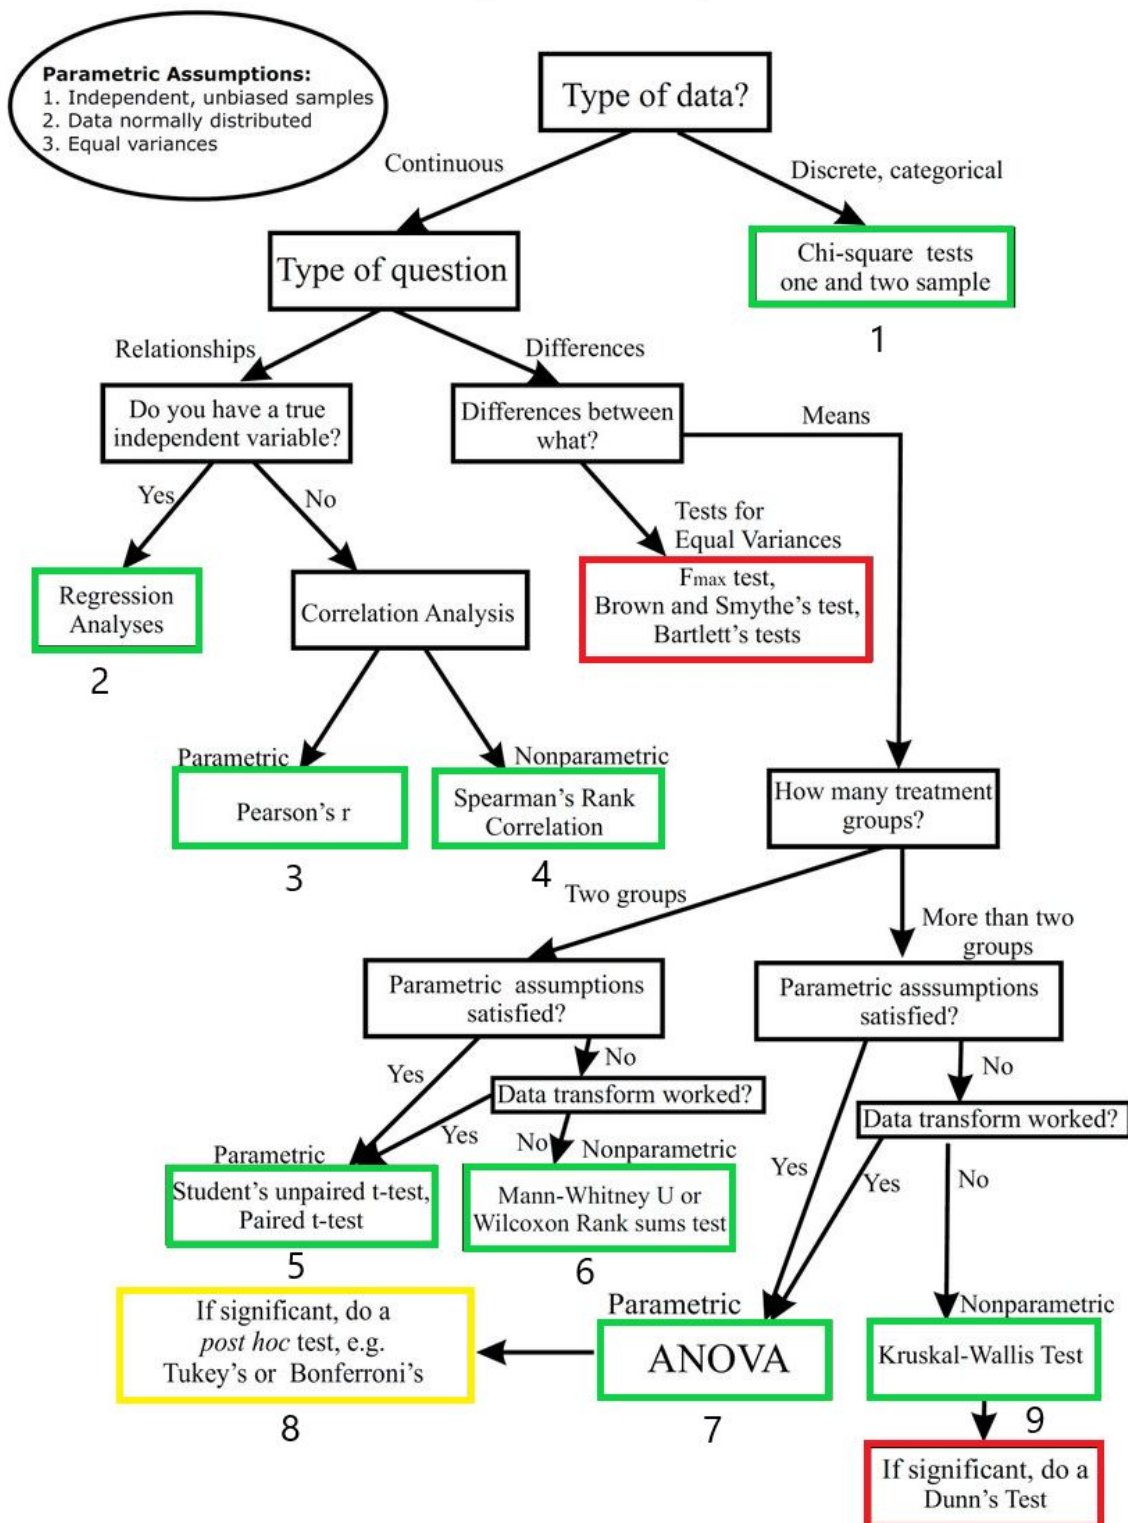 Parametric Assumptions:
1. Independent, unbiased samples
2. Data normally distributed
3. Equal variances
Type of data?
Continuous
Discrete, categorical
Type of question
Chi-square tests
one and two sample
1
Relationships
Differences
Do you have a true
independent variable?
Differences between
what?
Means
Yes
No
Tests for
Equal Variances
Regression
Analyses
2
Correlation Analysis
Fmax test,
Brown and Smythe's test,
Bartlett's tests
Parametric
Nonparametric
Pearson's r
3
Spearman's Rank
Correlation
4
How many treatment
groups?
Two groups
More than two
groups
Parametric assumptions
satisfied?
Parametric asssumptions
satisfied?
Yes
No
Data transform worked?
No
Data transform worked?
Yes
No
Parametric
Nonparametric
Student's unpaired t-test,
Paired t-test
5
Mann-Whitney U or
Wilcoxon Rank sums test
6
Yes
Yes
No
If significant, do a
post hoc test, e.g.
Tukey's or Bonferroni's
8
Parametric
ANOVA
7
Nonparametric
Kruskal-Wallis Test
9
If significant, do a
Dunn's Test